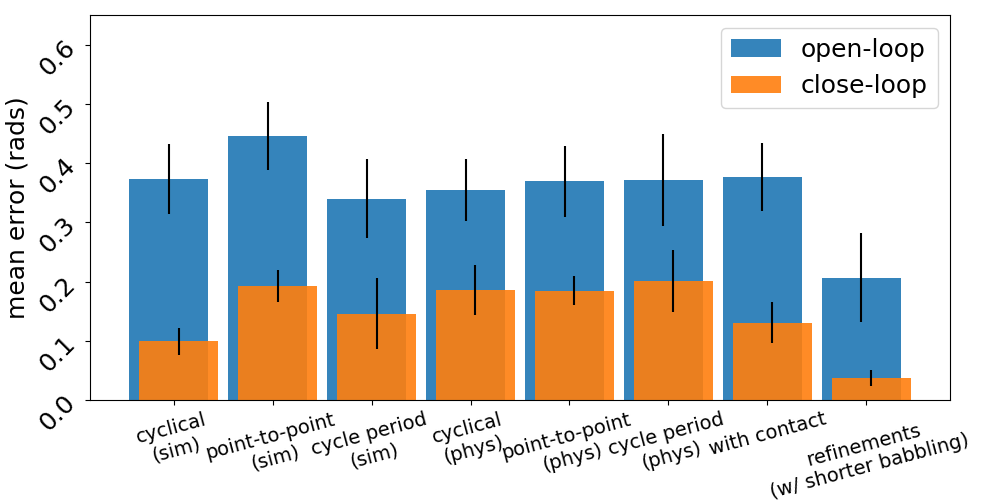 open-loop
close-loop
mean error (rads)
0.6
0.5
0.4
0.3
0.2
0.1
0.0
cyclical
(sim)
point-to-point
(sim)
cycle period
(sim)
cyclical
(phys)
point-to-point
(phys)
cycle period
(phys)
with contact
refinements
(w/ shorter babbling)